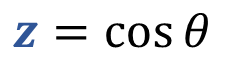 z = cos θ